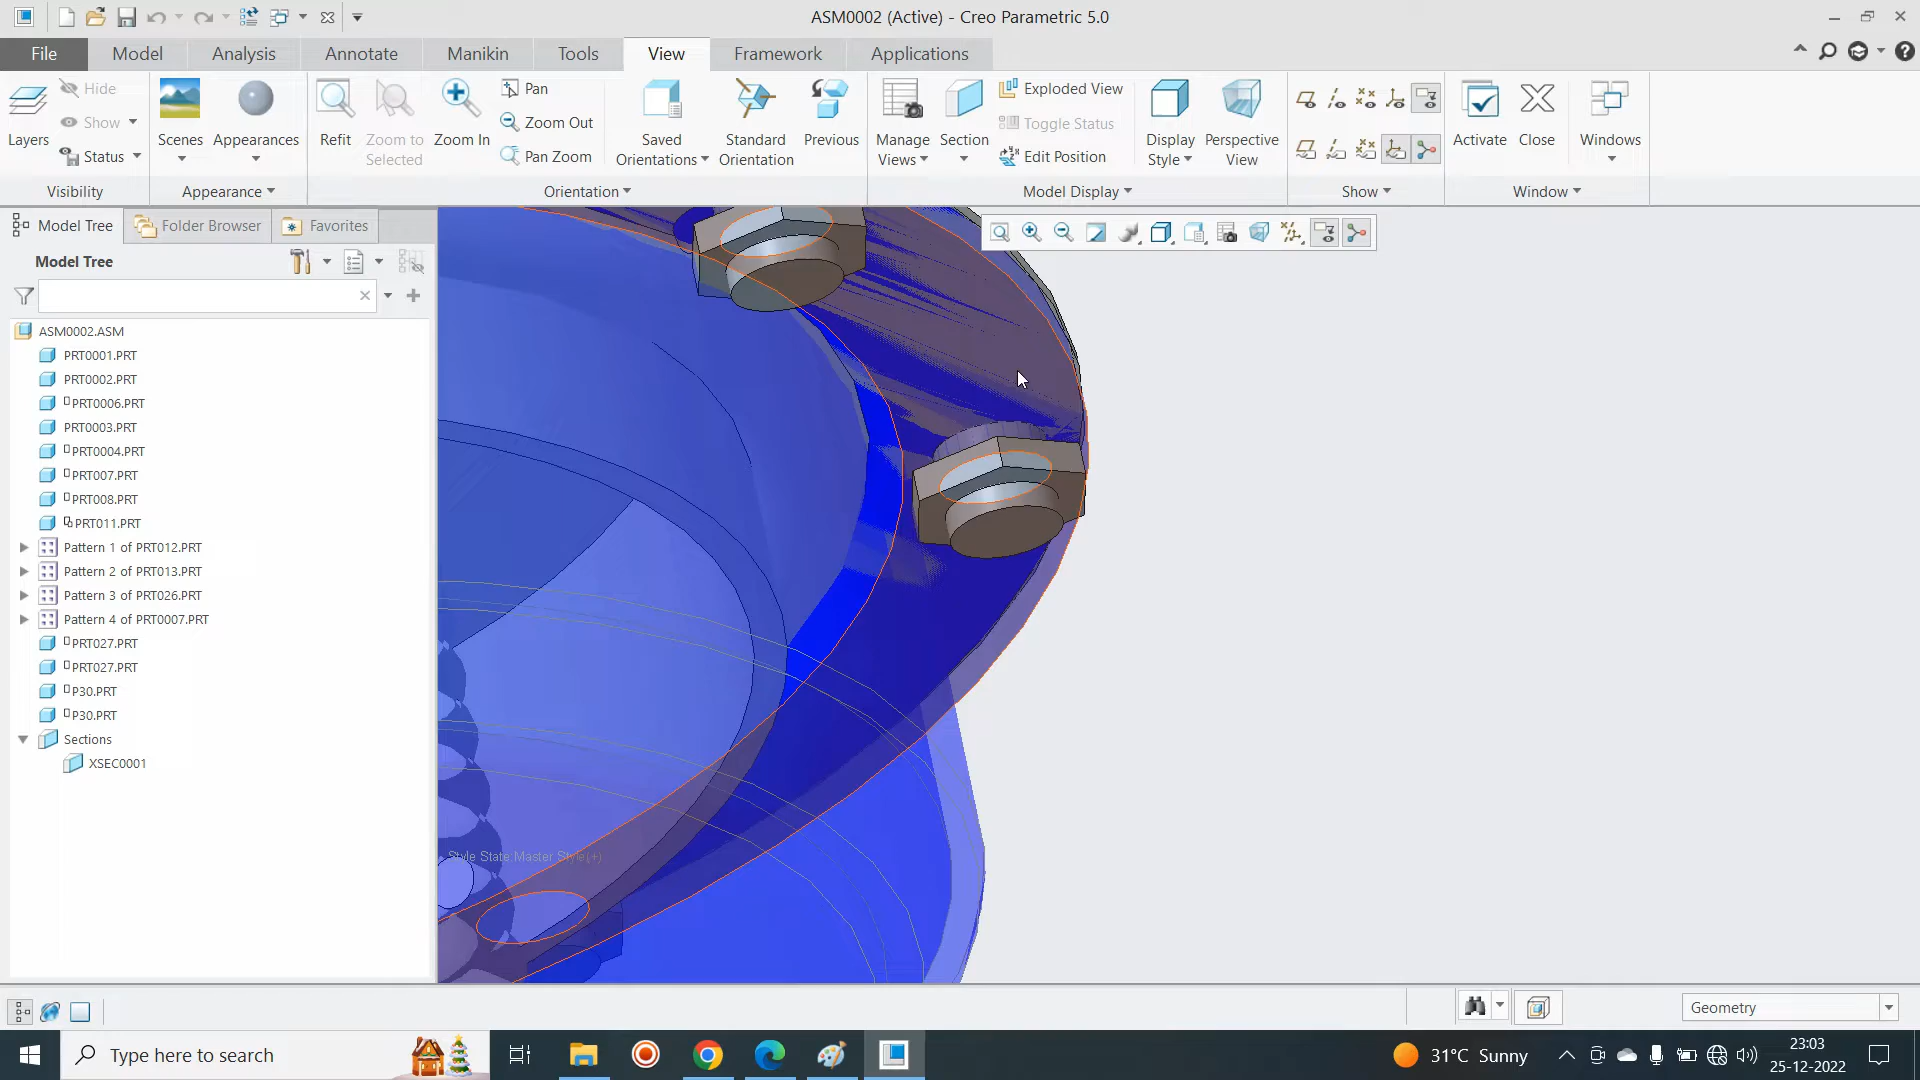 ASM0002 (Active) - Creo Parametric 5.0
File
Model
Analysis
Annotate
Manikin
Tools
View
Framework
Applications
Layers
Hide
Show
Status
Visibility
Scenes
Appearances
Appearance
Refit
Zoom to Selected
Zoom In
Pan
Zoom Out
Pan Zoom
Saved Orientations
Standard Orientation
Previous
Orientation
Manage Views
Section
Exploded View
Toggle Status
Edit Position
Display Style
Perspective View
Model Display
Show
Activate
Close
Windows
Window
Model Tree
Folder Browser
Favorites
Model Tree
ASM0002.ASM
PRT0001.PRT
PRT0002.PRT
PRT0006.PRT
PRT0003.PRT
PRT0004.PRT
PRT007.PRT
PRT008.PRT
PRT011.PRT
Pattern 1 of PRT012.PRT
Pattern 2 of PRT013.PRT
Pattern 3 of PRT026.PRT
Pattern 4 of PRT0007.PRT
PRT027.PRT
PRT027.PRT
P30.PRT
P30.PRT
Sections
XSEC0001
Style State:Master Style(+)
Geometry
Type here to search
31°C Sunny
23:03
25-12-2022